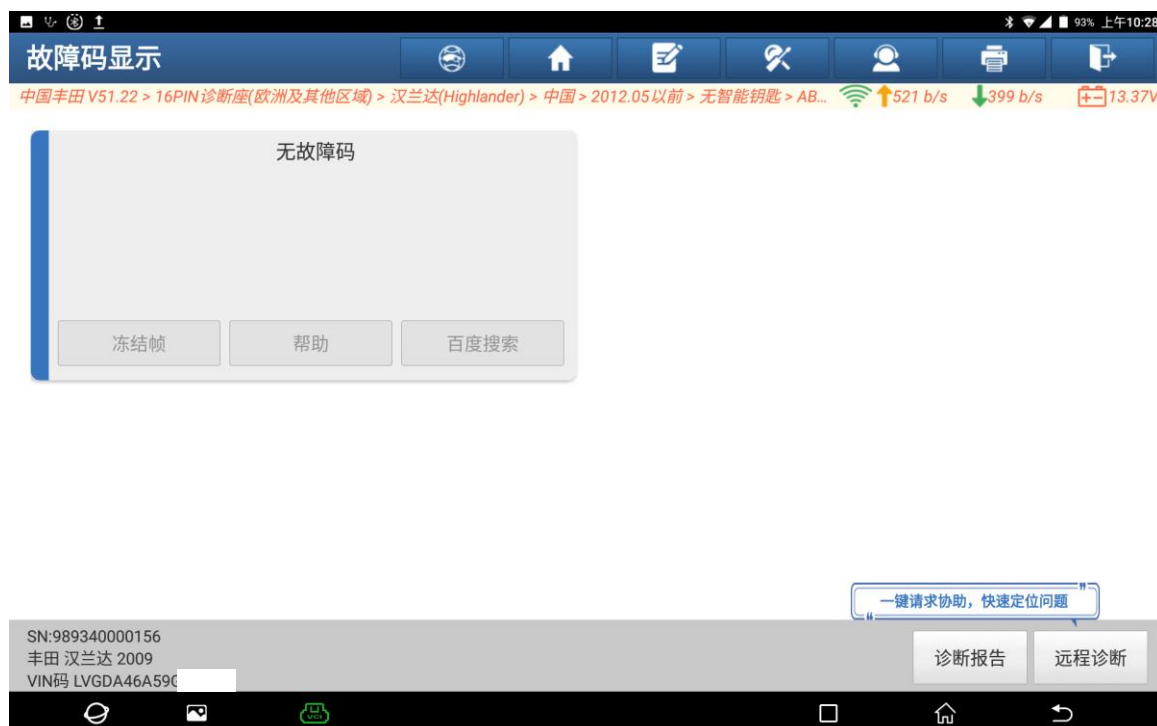 93% 上午10:28
故障码显示
中国丰田 V51.22 > 16PIN诊断座(欧洲及其他区域) > 汉兰达(Highlander) > 中国 > 2012.05以前 > 无智能钥匙 > AB... 521 b/s 399 b/s 13.37V
无故障码
冻结帧 帮助 百度搜索
一键请求协助，快速定位问题
SN:989340000156
丰田 汉兰达 2009
VIN码 LVGDA46A59G
诊断报告 远程诊断
VCI